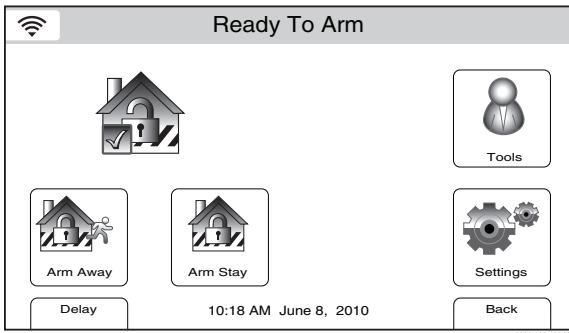 Ready To Arm
Tools
Arm Away
Arm Stay
Settings
Delay
10:18 AM June 8, 2010
Back